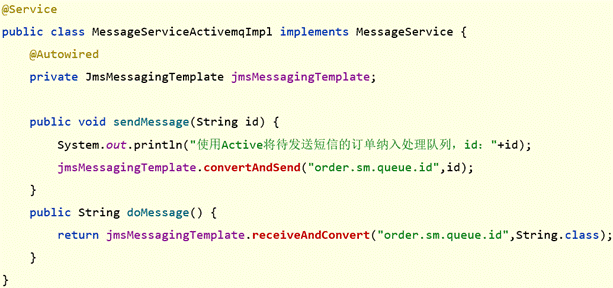 @Service
public class MessageServiceActivemqImpl implements MessageService {
    @Autowired
    private JmsMessagingTemplate jmsMessagingTemplate;

    public void sendMessage(String id) {
        System.out.println("使用Active将待发送短信的订单纳入处理队列，id："+id);
        jmsMessagingTemplate.convertAndSend("order.sm.queue.id",id);
    }
    public String doMessage() {
        return jmsMessagingTemplate.receiveAndConvert("order.sm.queue.id",String.class);
    }
}